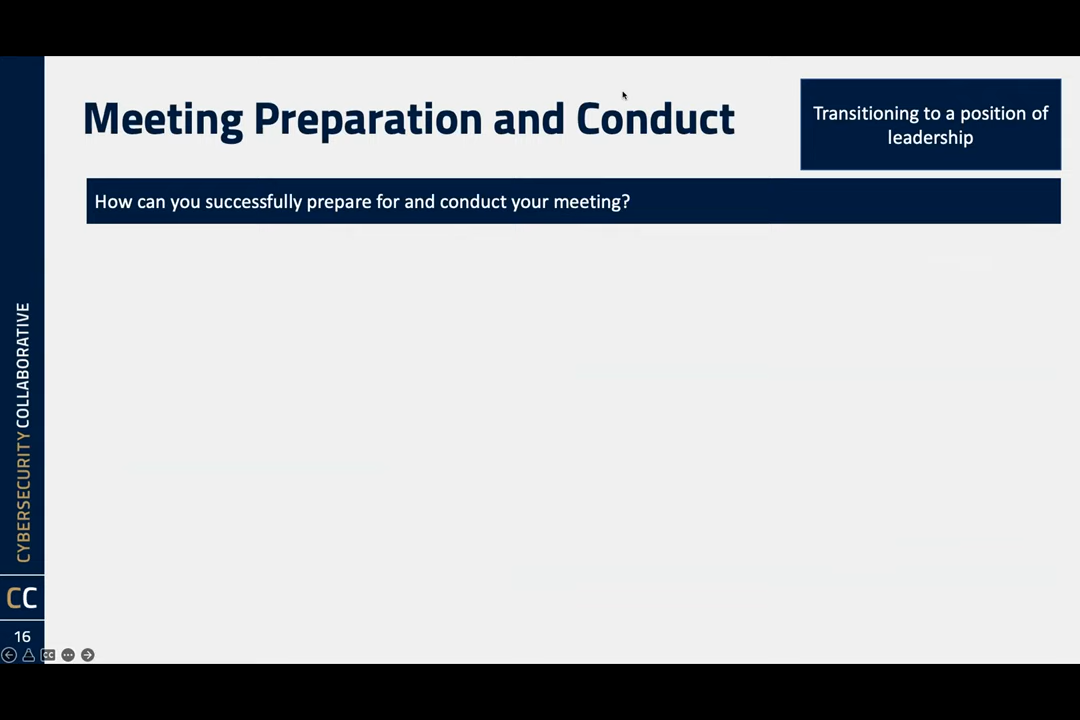 Meeting Preparation and Conduct
Transitioning to a position of
leadership
How can you successfully prepare for and conduct your meeting?
CYBERSECURITY COLLABORATIVE
CC
16
CC